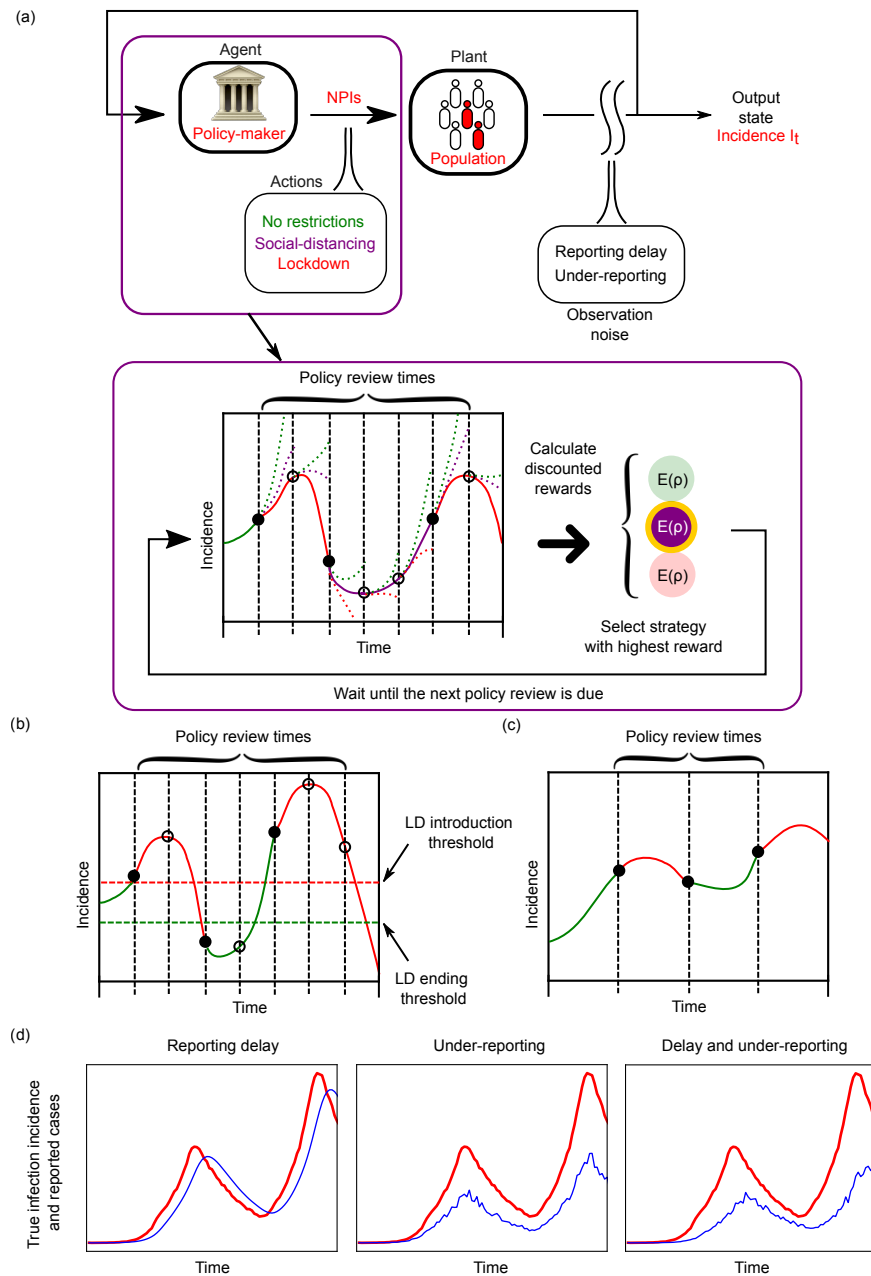 (a)
Agent
Policy-maker
NPIs
Plant
Population
Output
state
Incidence It
Actions
No restrictions
Social-distancing
Lockdown
Reporting delay
Under-reporting
Observation
noise
Policy review times
Incidence
Time
Calculate
discounted
rewards
E(ρ)
E(ρ)
E(ρ)
Select strategy
with highest reward
Wait until the next policy review is due
(b)
Policy review times
Incidence
Time
LD introduction
threshold
LD ending
threshold
(c)
Policy review times
Incidence
Time
(d)
Reporting delay
Under-reporting
Delay and under-reporting
True infection incidence
and reported cases
Time
Time
Time